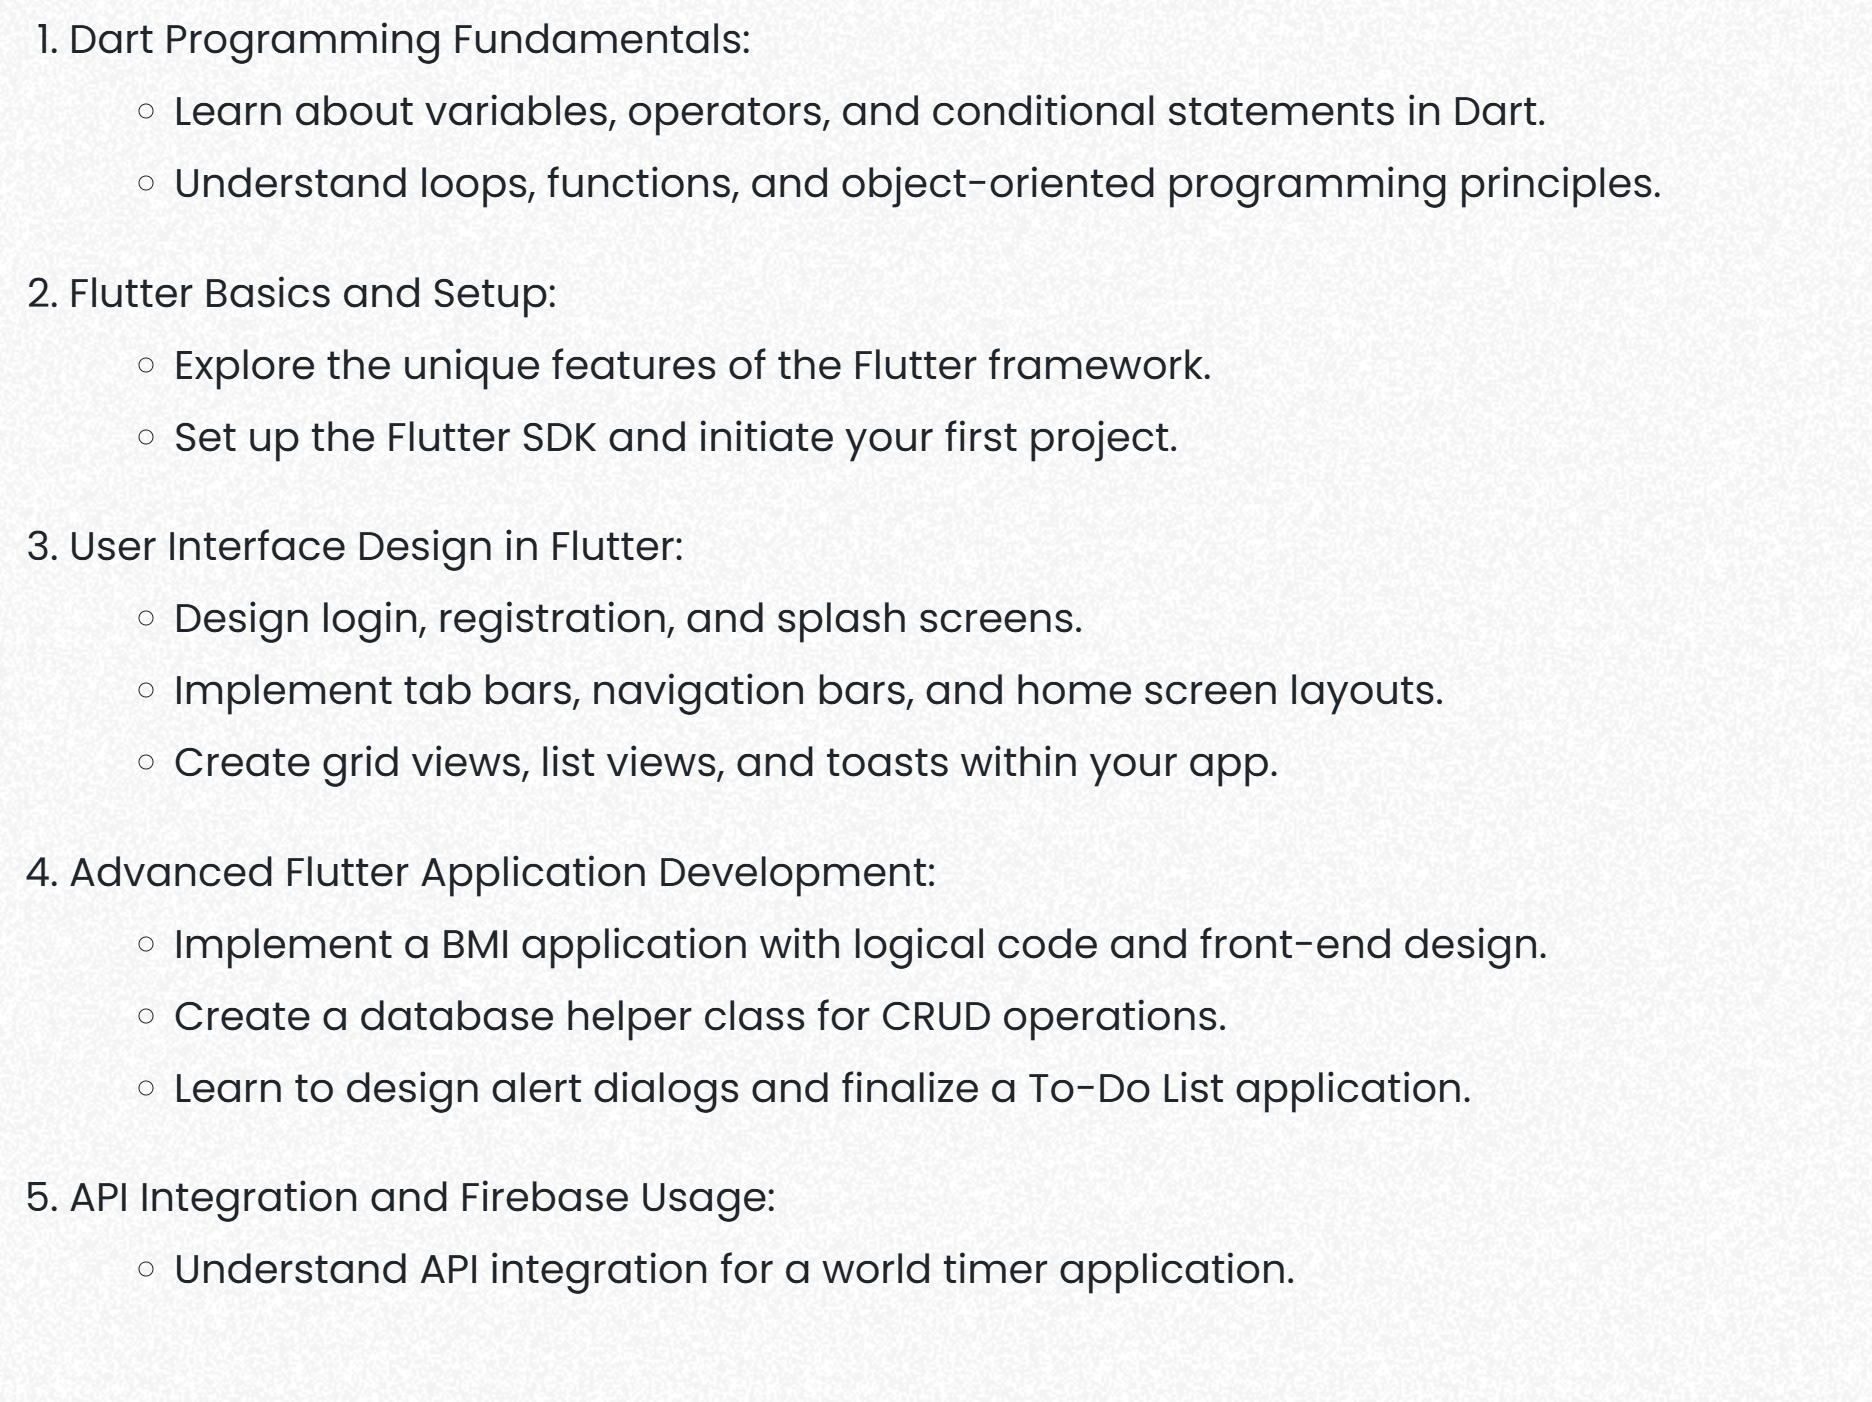 1. Dart Programming Fundamentals:
○ Learn about variables, operators, and conditional statements in Dart.
○ Understand loops, functions, and object-oriented programming principles.
2. Flutter Basics and Setup:
○ Explore the unique features of the Flutter framework.
○ Set up the Flutter SDK and initiate your first project.
3. User Interface Design in Flutter:
○ Design login, registration, and splash screens.
○ Implement tab bars, navigation bars, and home screen layouts.
○ Create grid views, list views, and toasts within your app.
4. Advanced Flutter Application Development:
○ Implement a BMI application with logical code and front-end design.
○ Create a database helper class for CRUD operations.
○ Learn to design alert dialogs and finalize a To-Do List application.
5. API Integration and Firebase Usage:
○ Understand API integration for a world timer application.